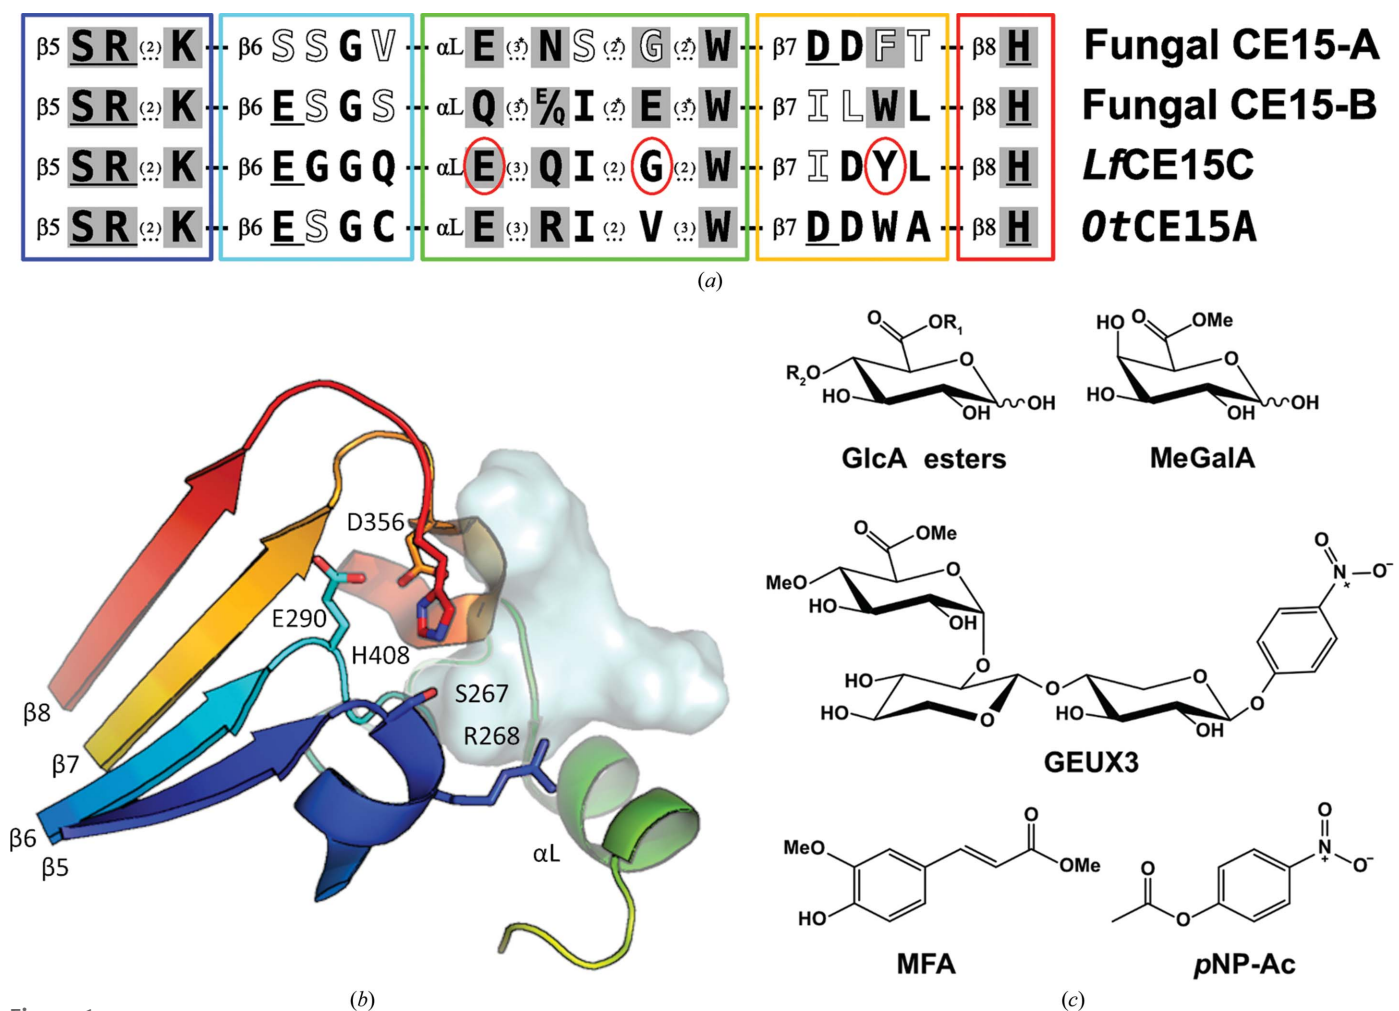 β5 SR (2) K β6 SSGV αL E (3*) N S (2*) G (2*) W β7 DDFT β8 H Fungal CE15-A
β5 SR (2) K β6 ESGS αL Q (3*) E/Q I (2*) E (3*) W β7 ILWL β8 H Fungal CE15-B
β5 SR (2) K β6 EGGQ αL E (3) Q I (2) G (2) W β7 IDYL β8 H LfCE15C
β5 SR (2) K β6 ESGC αL E (3) R I (2) V (3) W β7 DDWA β8 H OtCE15A
(a)
D356
E290
H408
S267
R268
β8
β7
β6
β5
αL
(b)
O
OR1
R2O
O
HO
OH
OH
GlcA esters
HO
O
OMe
O
HO
OH
OH
MeGalA
O
OMe
MeO
O
HO
OH
O
HO
HO
O
O
O
HO
OH
O
N+
O
O−
GEUX3
MeO
HO
O
OMe
MFA
O
O
N+
O
O−
pNP-Ac
(c)